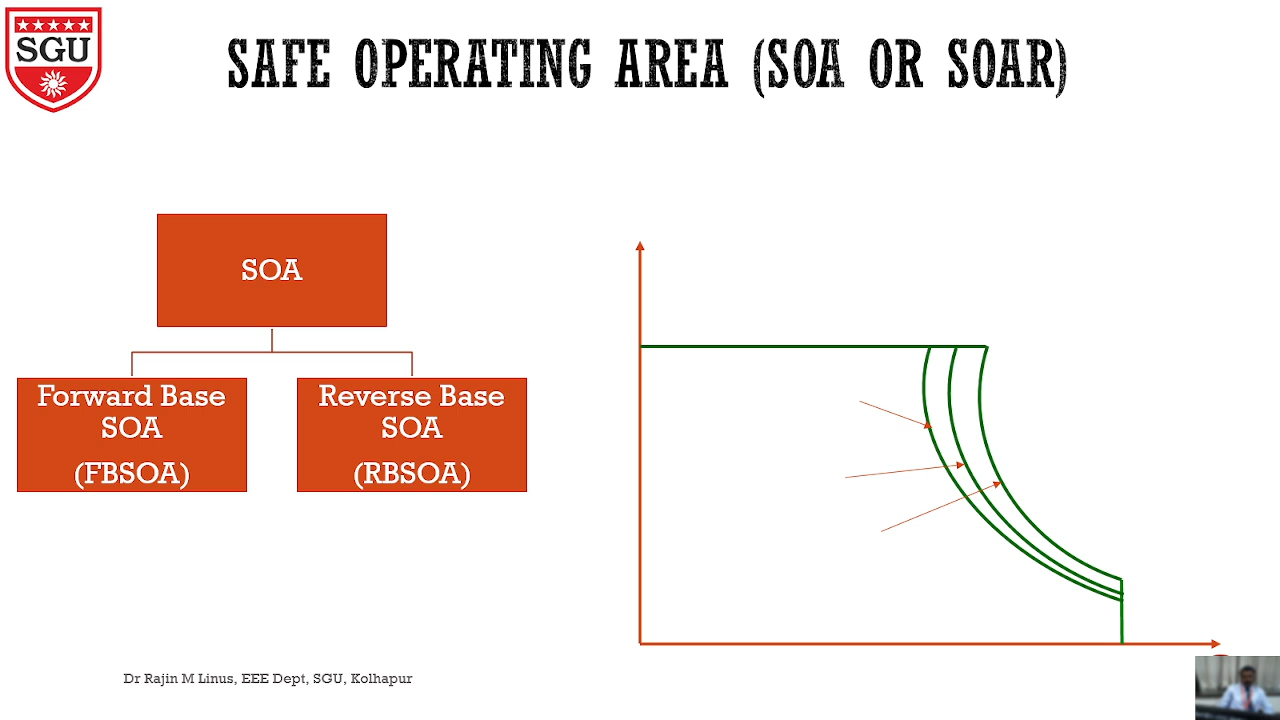 SGU
SAFE OPERATING AREA (SOA OR SOAR)
SOA
Forward Base
SOA
(FBSOA)
Reverse Base
SOA
(RBSOA)
Dr Rajin M Linus, EEE Dept, SGU, Kolhapur